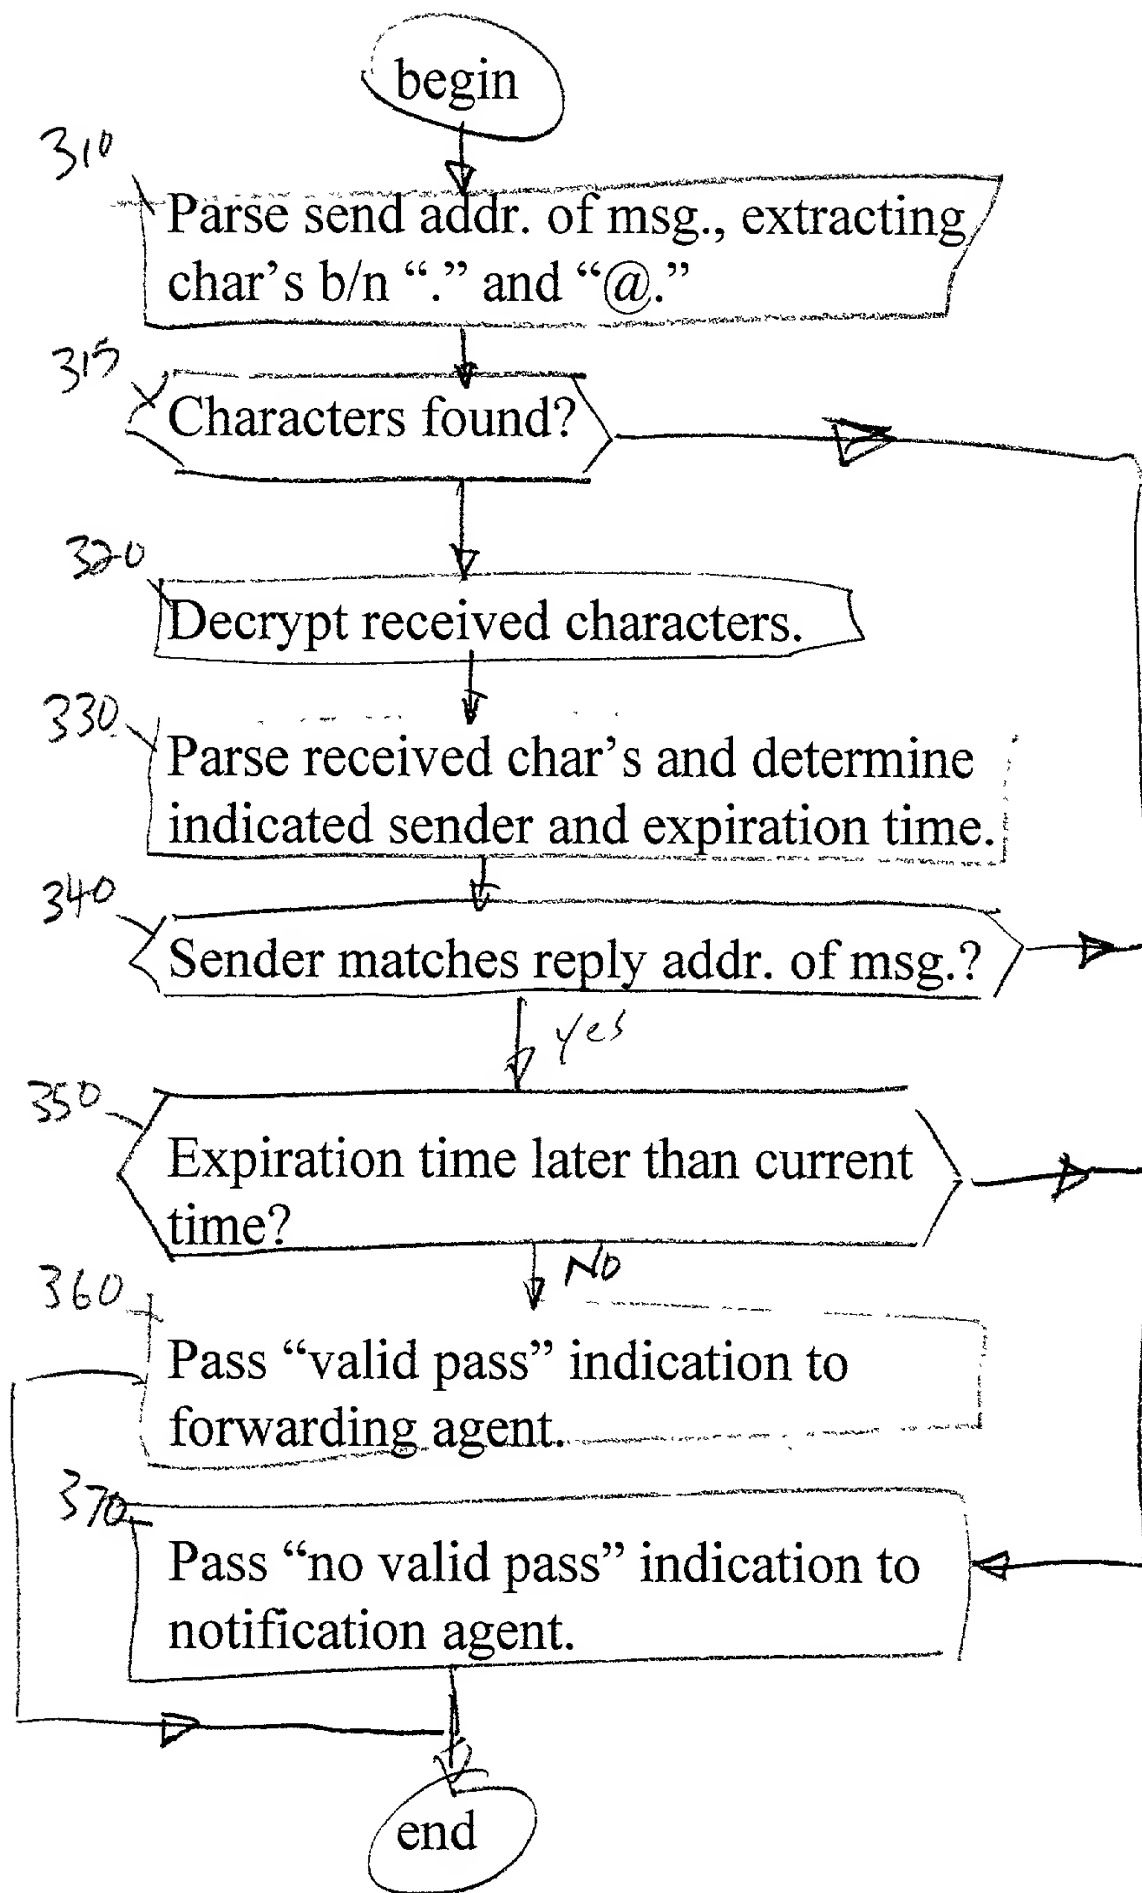 begin
310
Parse send addr. of msg., extracting
char's b/n “.” and “@.”
315
Characters found?
320
Decrypt received characters.
330
Parse received char's and determine
indicated sender and expiration time.
340
Sender matches reply addr. of msg.?
yes
350
Expiration time later than current
time?
No
360
Pass “valid pass” indication to
forwarding agent.
370
Pass “no valid pass” indication to
notification agent.
end